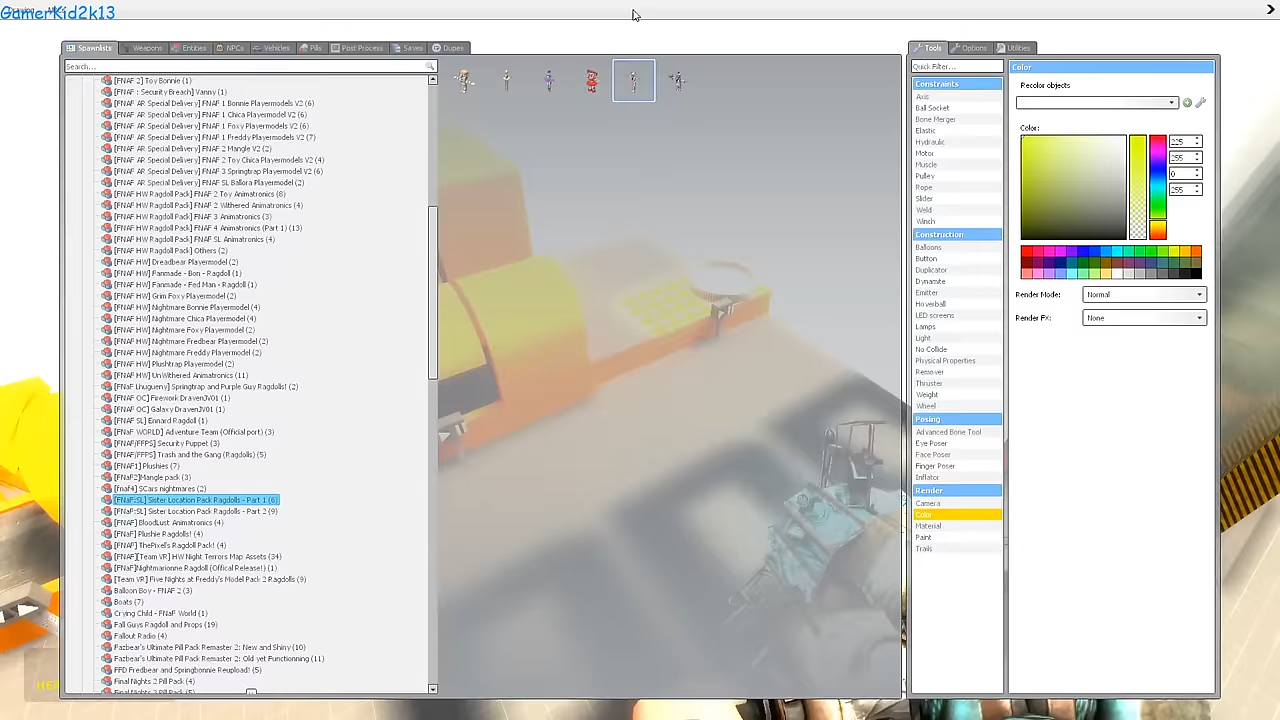 GamerKid2k13
Spawnlists
Weapons
Entities
NPCs
Vehicles
Pills
Post Process
Saves
Dupes
Search...
[FNAF 2] Toy Bonnie (1)
[FNAF : Security Breach] Vanny (1)
[FNAF AR Special Delivery] FNAF 1 Bonnie Playermodels V2 (6)
[FNAF AR Special Delivery] FNAF 1 Chica Playermodels V2 (6)
[FNAF AR Special Delivery] FNAF 1 Foxy Playermodels V2 (6)
[FNAF AR Special Delivery] FNAF 1 Freddy Playermodels V2 (7)
[FNAF AR Special Delivery] FNAF 2 Mangle V2 (2)
[FNAF AR Special Delivery] FNAF 2 Toy Chica Playermodels V2 (4)
[FNAF AR Special Delivery] FNAF 3 Springtrap Playermodels V2 (6)
[FNAF AR Special Delivery] FNAF SL Ballora Playermodel (2)
[FNAF HW Ragdoll Pack] FNAF 2 Toy Animatronics (8)
[FNAF HW Ragdoll Pack] FNAF 2 Withered Animatronics (4)
[FNAF HW Ragdoll Pack] FNAF 3 Animatronics (3)
[FNAF HW Ragdoll Pack] FNAF 4 Animatronics (Part 1) (13)
[FNAF HW Ragdoll Pack] FNAF SL Animatronics (4)
[FNAF HW Ragdoll Pack] Others (2)
[FNAF HW] Dreadbear Playermodel (2)
[FNAF HW] Fanmade - Bon - Ragdoll (1)
[FNAF HW] Fanmade - Fed Man - Ragdoll (1)
[FNAF HW] Grim Foxy Playermodel (2)
[FNAF HW] Nightmare Bonnie Playermodel (4)
[FNAF HW] Nightmare Chica Playermodel (4)
[FNAF HW] Nightmare Foxy Playermodel (2)
[FNAF HW] Nightmare Fredbear Playermodel (2)
[FNAF HW] Nightmare Freddy Playermodel (2)
[FNAF HW] Plushtrap Playermodel (2)
[FNAF HW] UnWithered Animatronics (11)
[FNaF Lhugueny] Springtrap and Purple Guy Ragdolls! (2)
[FNAF OC] Firework DravenJV01 (1)
[FNAF OC] Galaxy DravenJV01 (1)
[FNAF SL] Ennard Ragdoll (1)
[FNAF WORLD] Adventure Team (Official port) (3)
[FNAF/FFPS] Security Puppet (3)
[FNAF/FFPS] Trash and the Gang (Ragdolls) (5)
[FNAF1] Plushies (7)
[FNAF2]Mangle pack (3)
[fnaf4] SCars nightmares (2)
[FNaF:SL] Sister Location Pack Ragdolls - Part 1 (6)
[FNaF:SL] Sister Location Pack Ragdolls - Part 2 (9)
[FNAF] BloodLust Animatronics (4)
[FNaF] Plushie Ragdolls! (4)
[FNAF] ThePixel's Ragdoll Pack! (4)
[FNAF][Team VR] HW Night Terrors Map Assets (34)
[FNaF]Nightmarionne Ragdoll (Offical Release!) (1)
[Team VR] Five Nights at Freddy's Model Pack 2 Ragdolls (9)
Balloon Boy - FNAF 2 (3)
Boats (7)
Crying Child - FNaF World (1)
Fall Guys Ragdoll and Props (19)
Fallout Radio (4)
Fazbear's Ultimate Pill Pack Remaster 2: New and Shiny (10)
Fazbear's Ultimate Pill Pack Remaster 2: Old yet Functionning (11)
FFD Fredbear and Springbonnie Reupload! (5)
Final Nights 2 Pill Pack (4)
Final Nights 3 Pill Pack (5)
Tools
Options
Utilities
Quick Filter...
Constraints
Axis
Ball Socket
Bone Merger
Elastic
Hydraulic
Motor
Muscle
Pulley
Rope
Slider
Weld
Winch
Construction
Balloons
Button
Duplicator
Dynamite
Emitter
Hoverball
LED screens
Lamps
Light
No Collide
Physical Properties
Remover
Thruster
Weight
Wheel
Posing
Advanced Bone Tool
Eye Poser
Face Poser
Finger Poser
Inflator
Render
Camera
Color
Material
Paint
Trails
Color
Recolor objects
Color:
225
255
0
255
Render Mode:
Normal
Render FX:
None